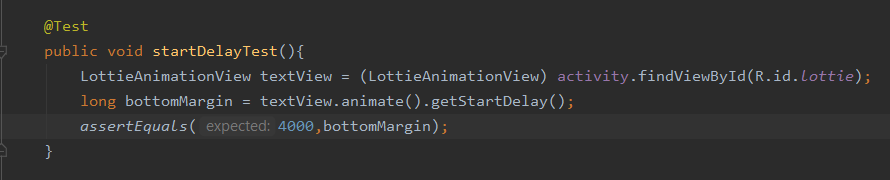 @Test
public void startDelayTest(){
LottieAnimationView textView = (LottieAnimationView) activity.findViewById(R.id.lottie);
long bottomMargin = textView.animate().getStartDelay();
assertEquals( expected: 4000,bottomMargin);
}